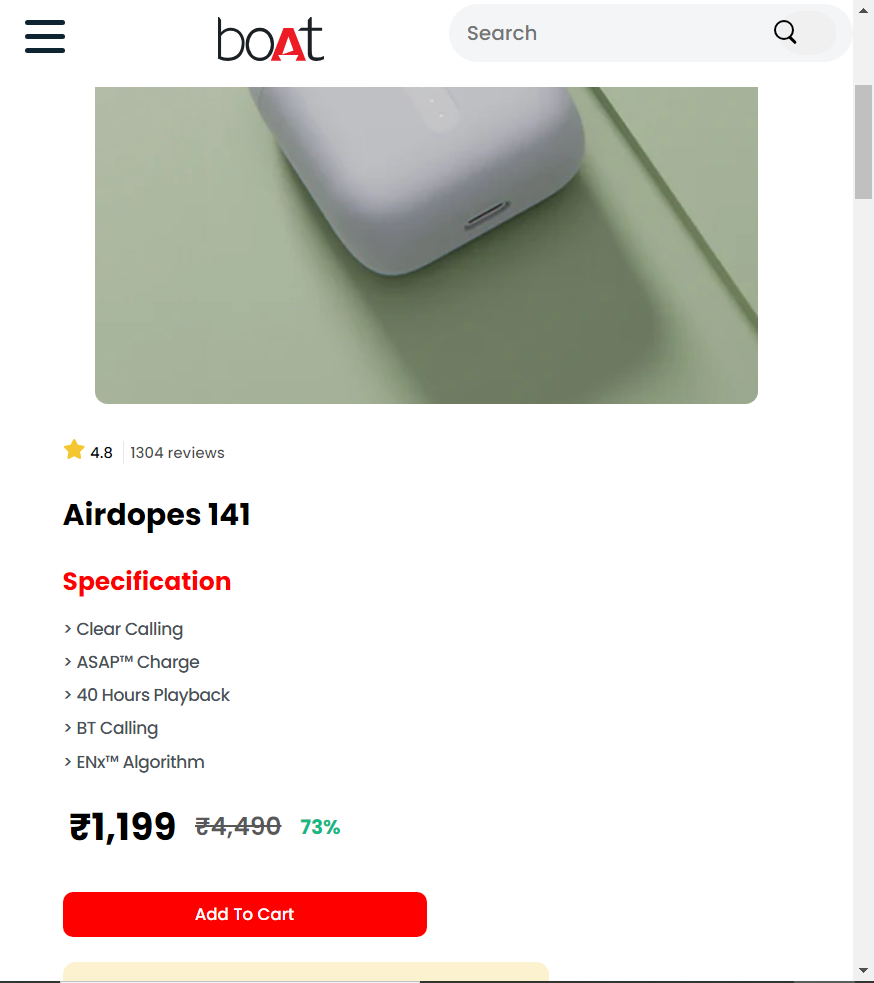 boAt
Search
4.8 1304 reviews
Airdopes 141
Specification
> Clear Calling
> ASAP™ Charge
> 40 Hours Playback
> BT Calling
> ENx™ Algorithm
₹1,199 ₹4,490 73%
Add To Cart